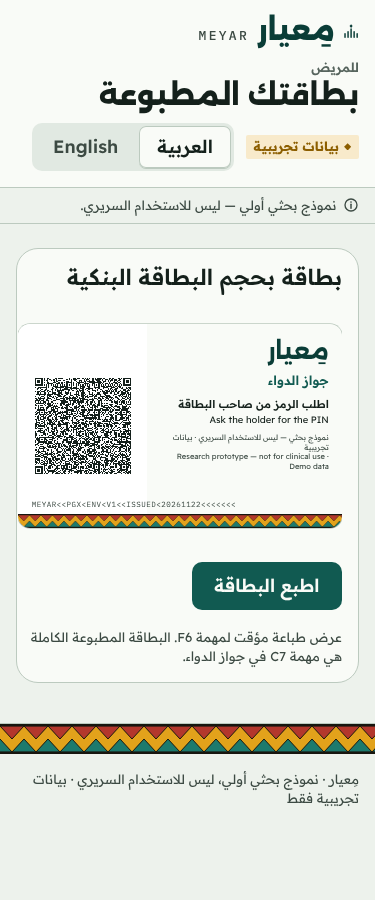 مِعيار MEYAR
للمريض
بطاقتك المطبوعة
بيانات تجريبية
العربية English
نموذج بحثي أولي — ليس للاستخدام السريري.
بطاقة بحجم البطاقة البنكية
مِعيار
جواز الدواء
اطلب الرمز من صاحب البطاقة
Ask the holder for the PIN
نموذج بحثي — ليس للاستخدام السريري · بيانات
تجريبية
Research prototype — not for clinical use ·
Demo data
MEYAR<<PGX<ENV<V1<<ISSUED<20261122<<<<<<<
اطبع البطاقة
عرض طباعة مؤقت لمهمة F6. البطاقة المطبوعة الكاملة
هي مهمة C7 في جواز الدواء.
مِعيار · نموذج بحثي أولي، ليس للاستخدام السريري · بيانات
تجريبية فقط